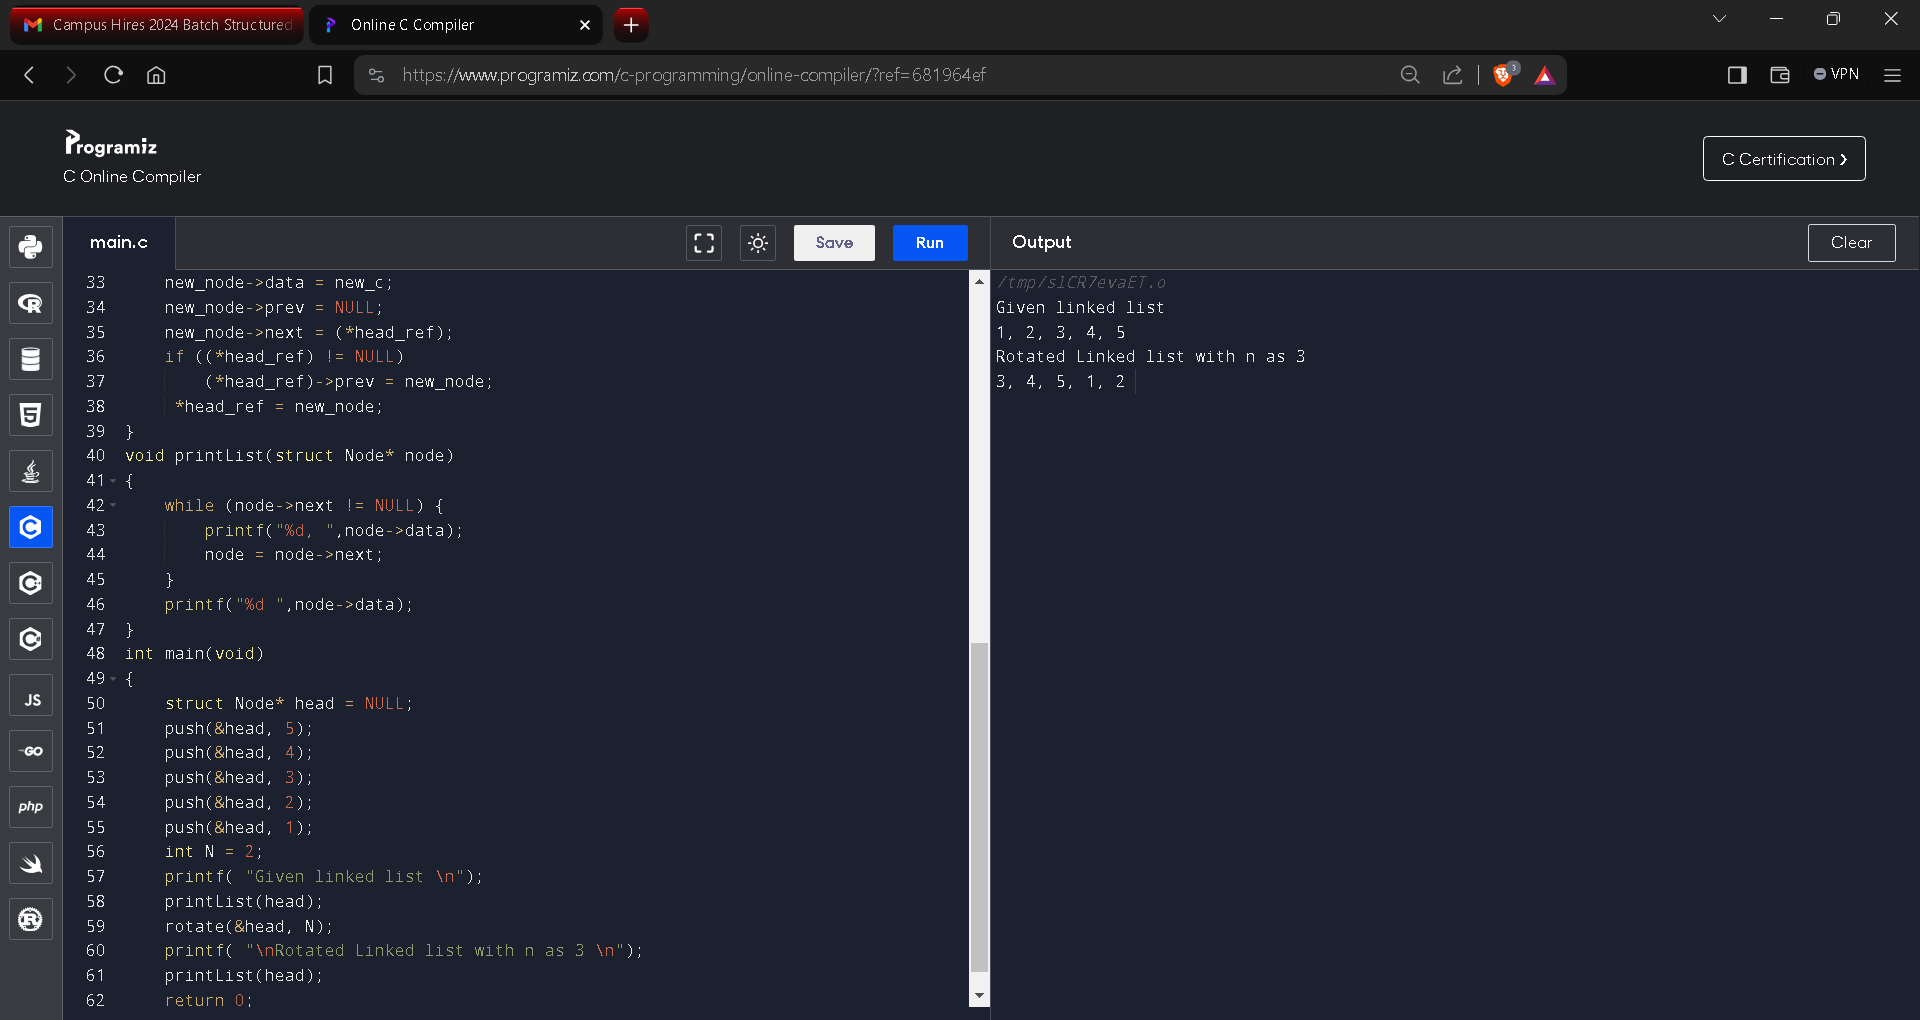 Campus Hires 2024 Batch Structured
Online C Compiler
https://www.programiz.com/c-programming/online-compiler/?ref=681964ef
3
VPN
Programiz
C Online Compiler
C Certification
main.c
Save
Run
Output
Clear
33 new_node->data = new_c;
34 new_node->prev = NULL;
35 new_node->next = (*head_ref);
36 if ((*head_ref) != NULL)
37 (*head_ref)->prev = new_node;
38 *head_ref = new_node;
39 }
40 void printList(struct Node* node)
41 {
42 while (node->next != NULL) {
43 printf("%d, ",node->data);
44 node = node->next;
45 }
46 printf("%d ",node->data);
47 }
48 int main(void)
49 {
50 struct Node* head = NULL;
51 push(&head, 5);
52 push(&head, 4);
53 push(&head, 3);
54 push(&head, 2);
55 push(&head, 1);
56 int N = 2;
57 printf( "Given linked list \n");
58 printList(head);
59 rotate(&head, N);
60 printf( "\nRotated Linked list with n as 3 \n");
61 printList(head);
62 return 0;
/tmp/slCR7evaET.o
Given linked list
1, 2, 3, 4, 5
Rotated Linked list with n as 3
3, 4, 5, 1, 2
R
5
C
C
C
JS
GO
php
R